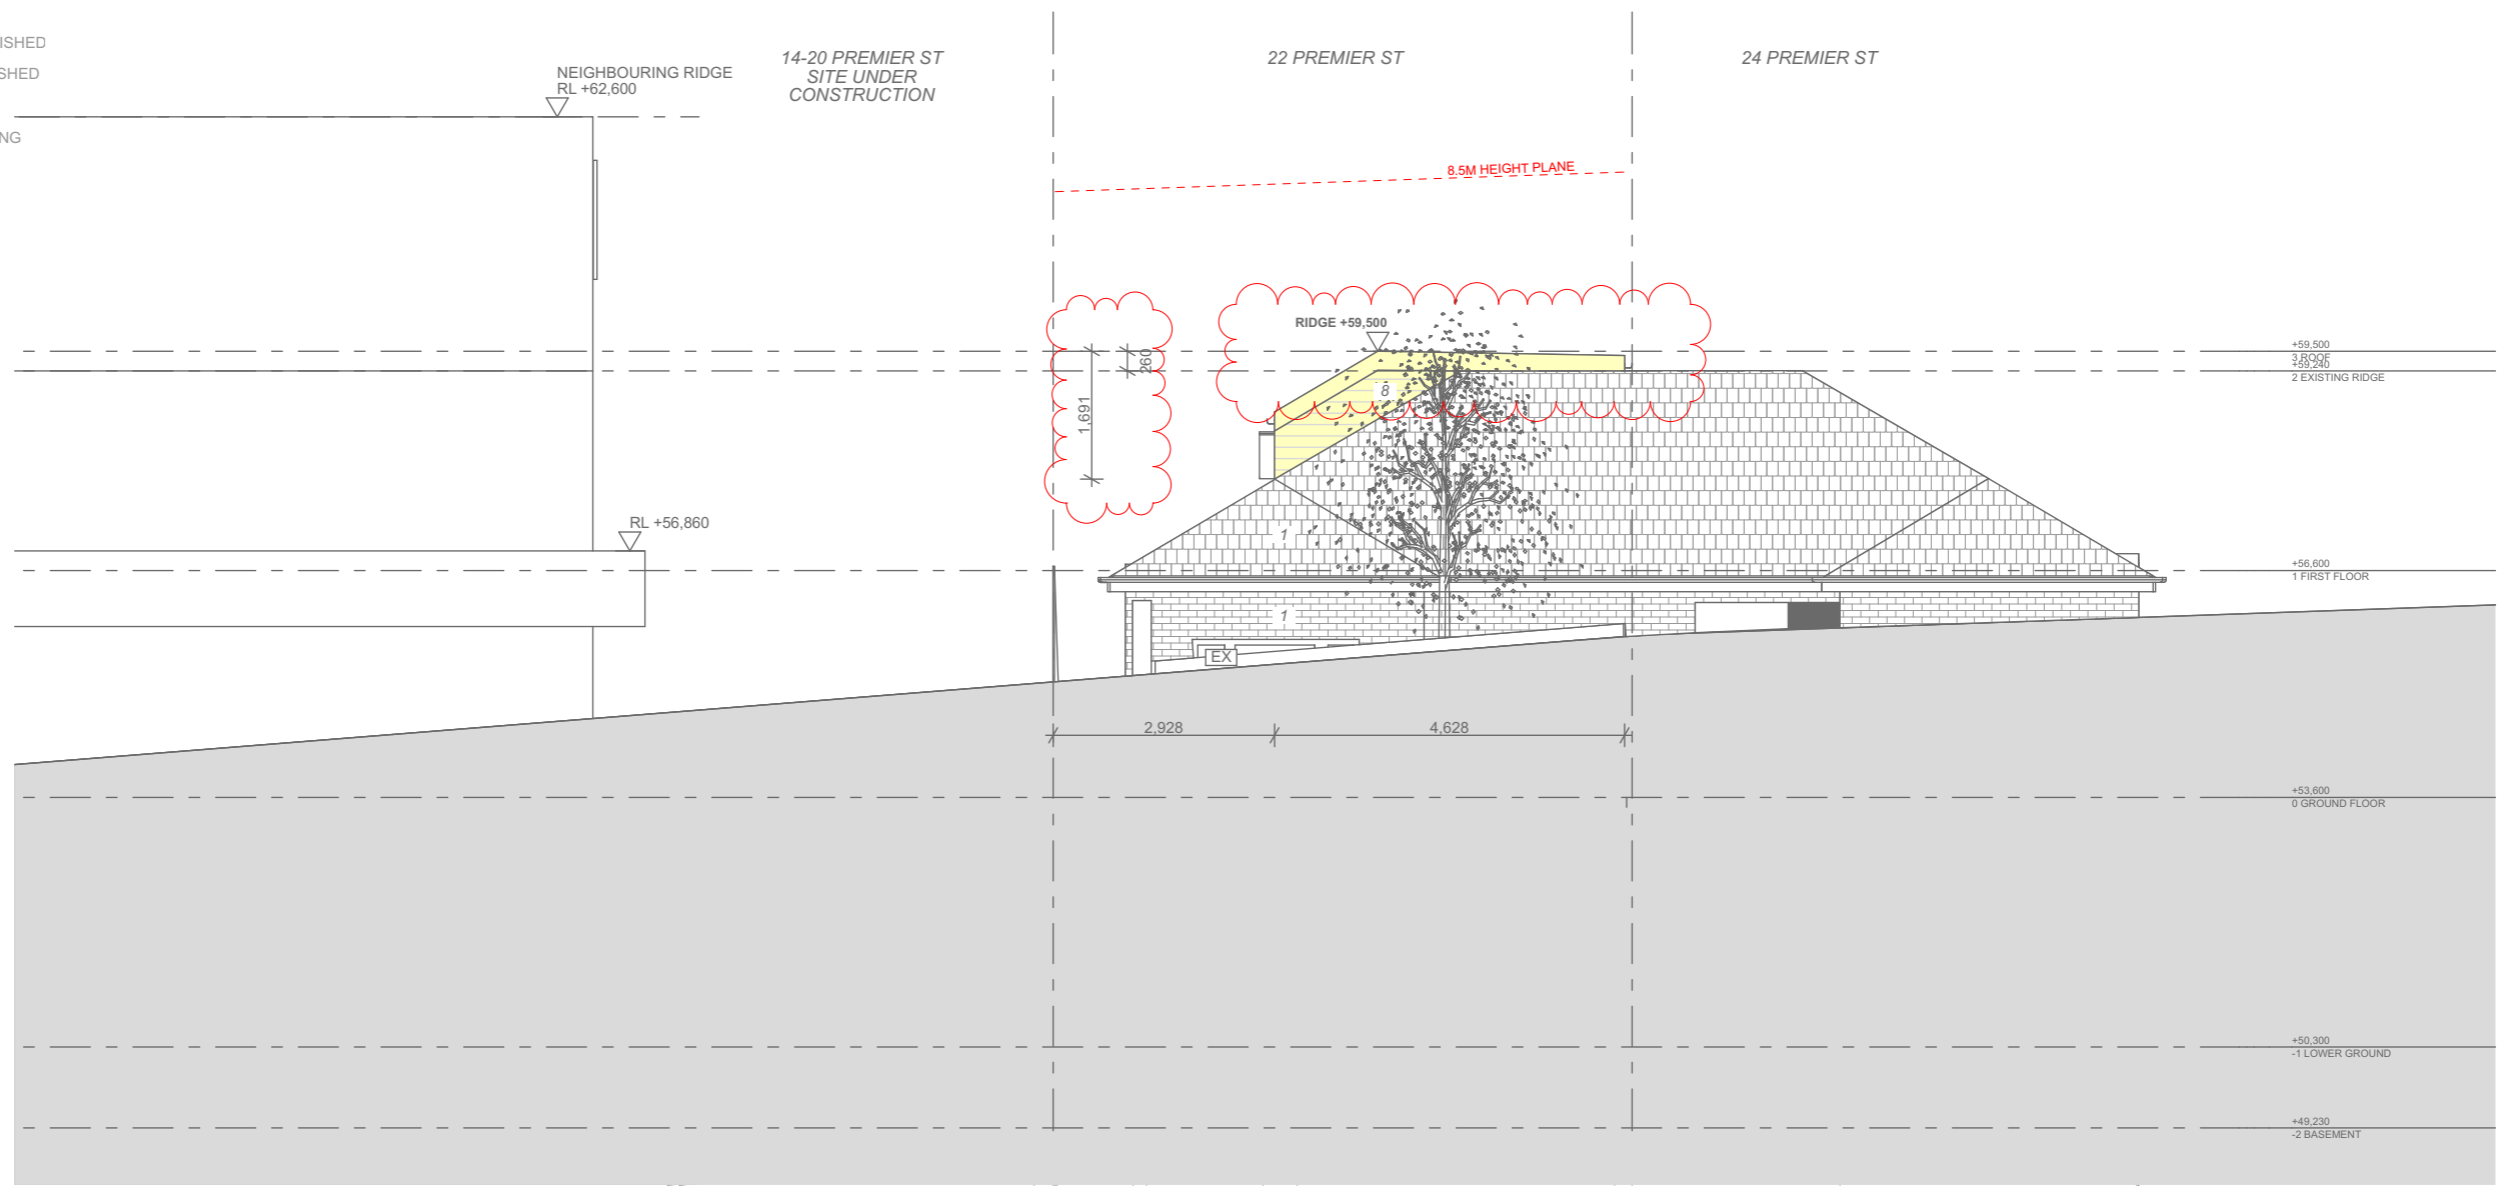 ISHED
SHED
NG
NEIGHBOURING RIDGE
RL +62,600
14-20 PREMIER ST
SITE UNDER
CONSTRUCTION
22 PREMIER ST
24 PREMIER ST
8.5M HEIGHT PLANE
RIDGE +59,500
260
1,691
8
+59,500
3 ROOF
+59,240
2 EXISTING RIDGE
RL +56,860
1
+56,600
1 FIRST FLOOR
1
EX
2,928
4,628
+53,600
0 GROUND FLOOR
+50,300
-1 LOWER GROUND
+49,230
-2 BASEMENT